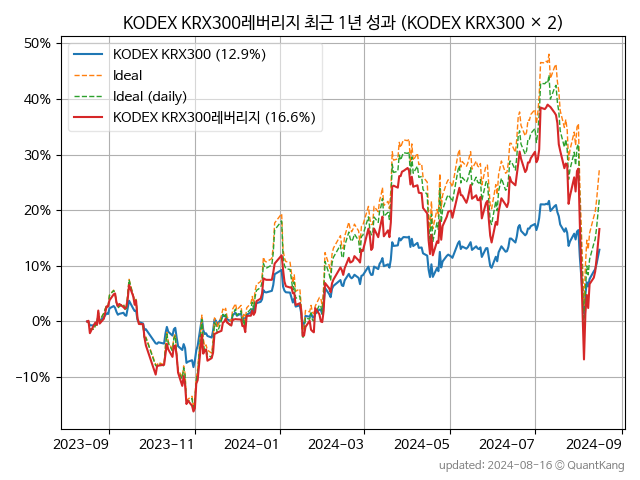 KODEX KRX300레버리지 최근 1년 성과 (KODEX KRX300 × 2)
50%
40%
30%
20%
10%
0%
−10%
KODEX KRX300 (12.9%)
Ideal
Ideal (daily)
KODEX KRX300레버리지 (16.6%)
2023−09
2023−11
2024−01
2024−03
2024−05
2024−07
2024−09
updated: 2024-08-16 © QuantKang